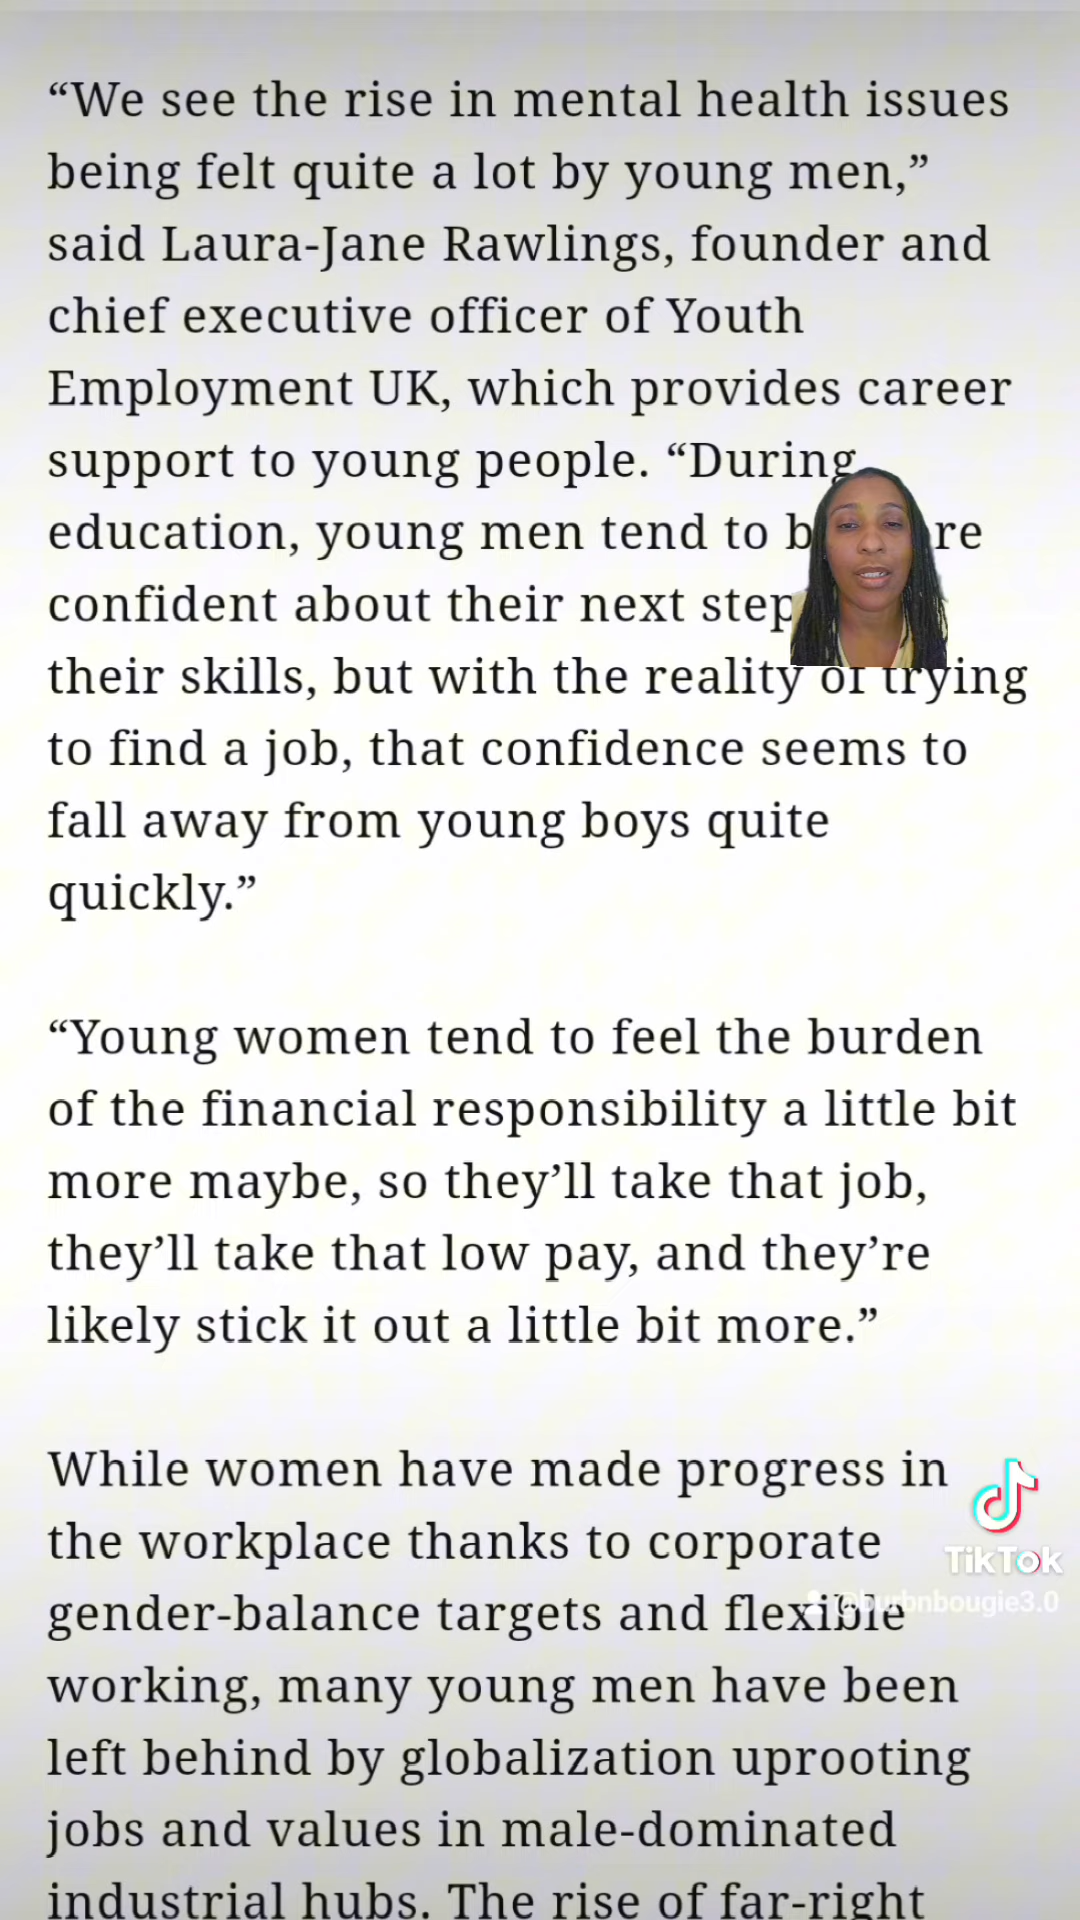 “We see the rise in mental health issues
being felt quite a lot by young men,”
said Laura-Jane Rawlings, founder and
chief executive officer of Youth
Employment UK, which provides career
support to young people. “During
education, young men tend to b re
confident about their next step
their skills, but with the reality of trying
to find a job, that confidence seems to
fall away from young boys quite
quickly.”
“Young women tend to feel the burden
of the financial responsibility a little bit
more maybe, so they’ll take that job,
they’ll take that low pay, and they’re
likely stick it out a little bit more.”
While women have made progress in
the workplace thanks to corporate
gender-balance targets and flexible
working, many young men have been
left behind by globalization uprooting
jobs and values in male-dominated
industrial hubs. The rise of far-right
TikTok
@burbnbougie3.0